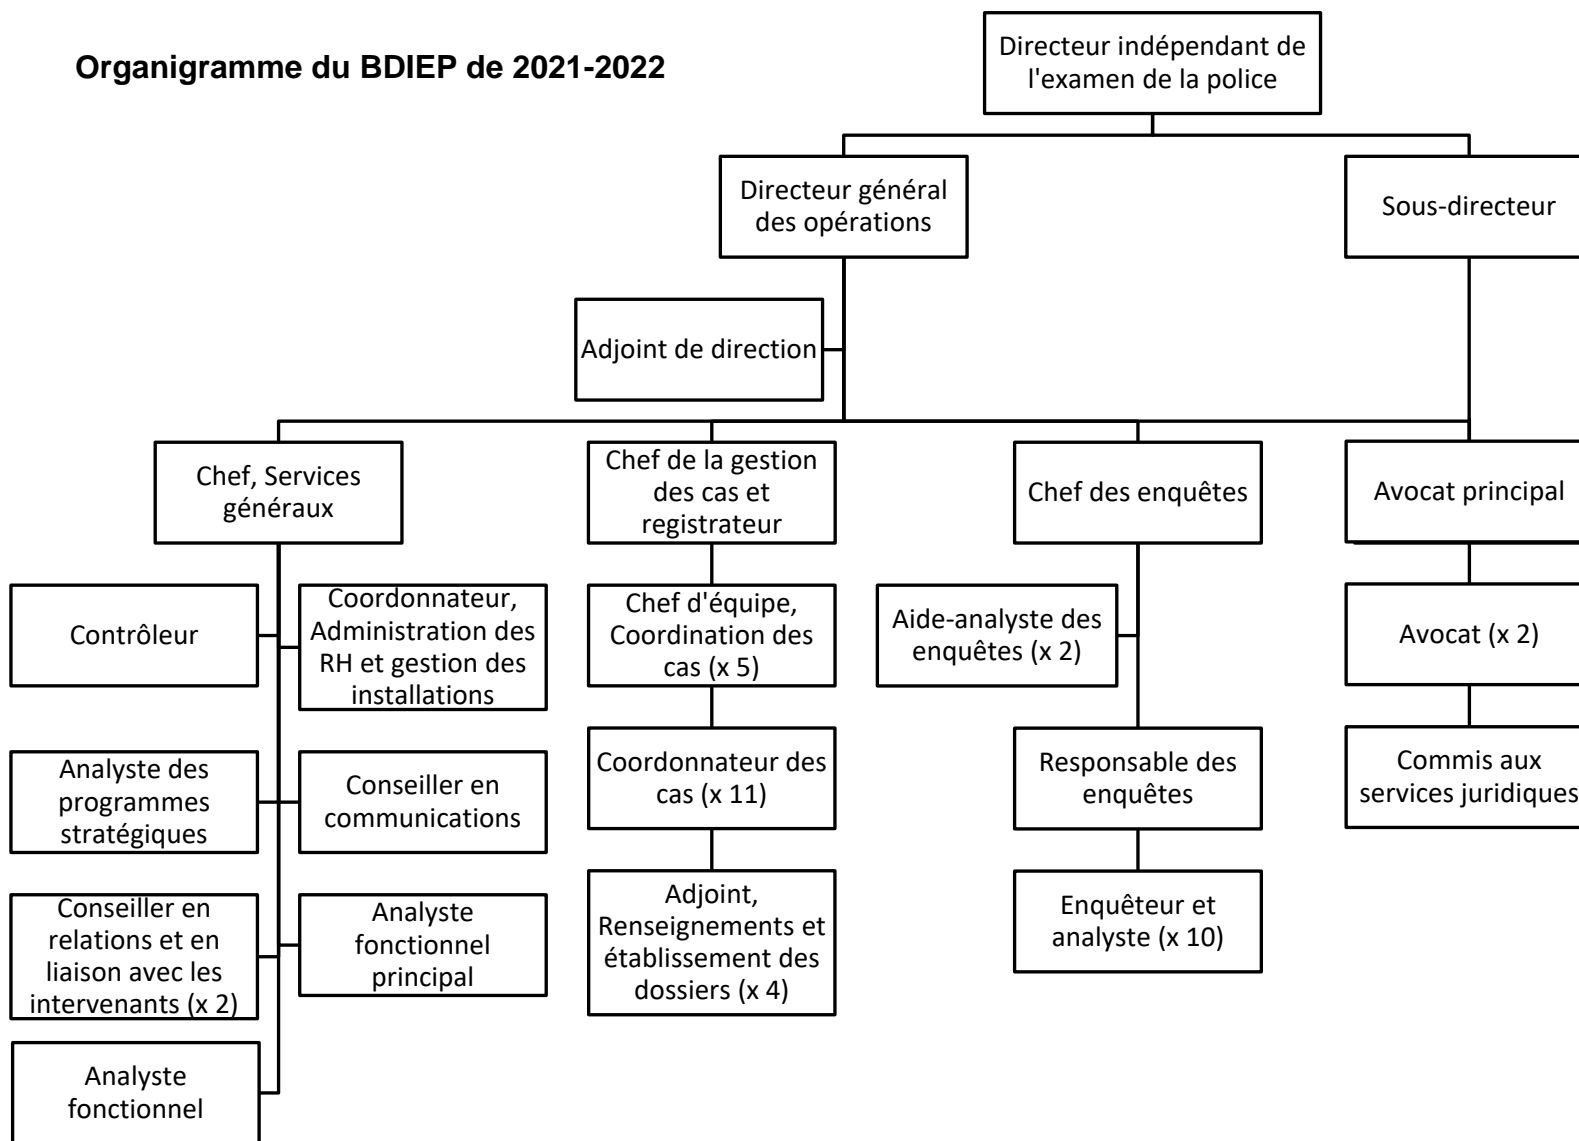 Organigramme du BDIEP de 2021-2022
Directeur indépendant de
l'examen de la police
Directeur général
des opérations
Sous-directeur
Adjoint de direction
Chef, Services
généraux
Chef de la gestion
des cas et
registrateur
Chef des enquêtes
Avocat principal
Contrôleur
Coordonnateur,
Administration des
RH et gestion des
installations
Chef d'équipe,
Coordination des
cas (x 5)
Aide-analyste des
enquêtes (x 2)
Avocat (x 2)
Analyste des
programmes
stratégiques
Conseiller en
communications
Coordonnateur des
cas (x 11)
Responsable des
enquêtes
Commis aux
services juridiques
Conseiller en
relations et en
liaison avec les
intervenants (x 2)
Analyste
fonctionnel
principal
Adjoint,
Renseignements et
établissement des
dossiers (x 4)
Enquêteur et
analyste (x 10)
Analyste
fonctionnel